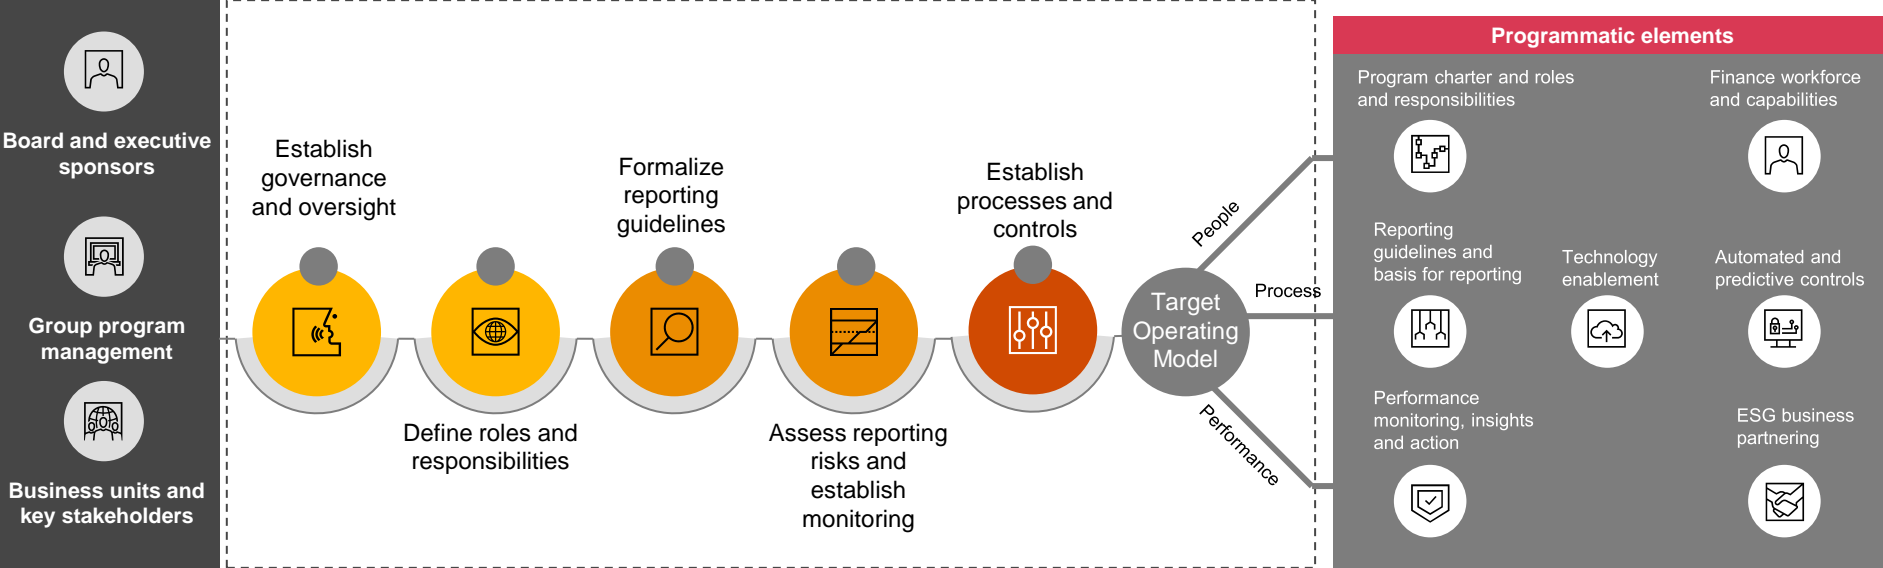 Board and executive
sponsors
Group program
management
Business units and
key stakeholders
Establish
governance
and oversight
Define roles and
responsibilities
Formalize
reporting
guidelines
Assess reporting
risks and
establish
monitoring
Establish
processes and
controls
Target
Operating
Model
People
Process
Performance
Programmatic elements
Program charter and roles
and responsibilities
Finance workforce
and capabilities
Reporting
guidelines and
basis for reporting
Technology
enablement
Automated and
predictive controls
Performance
monitoring, insights
and action
ESG business
partnering